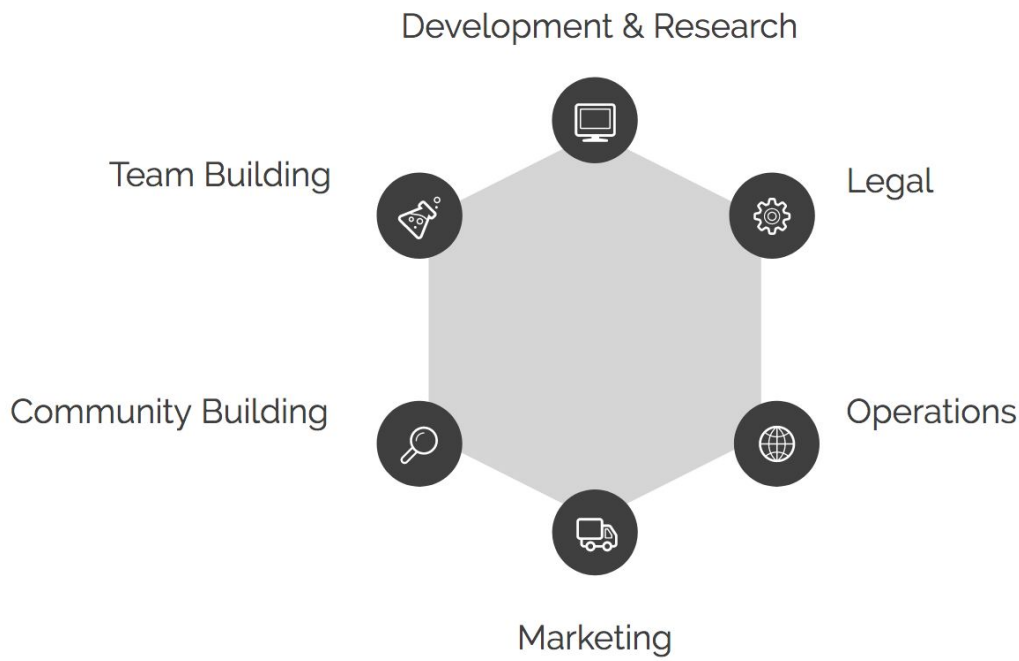 Development & Research
Team Building
Legal
Community Building
Operations
Marketing